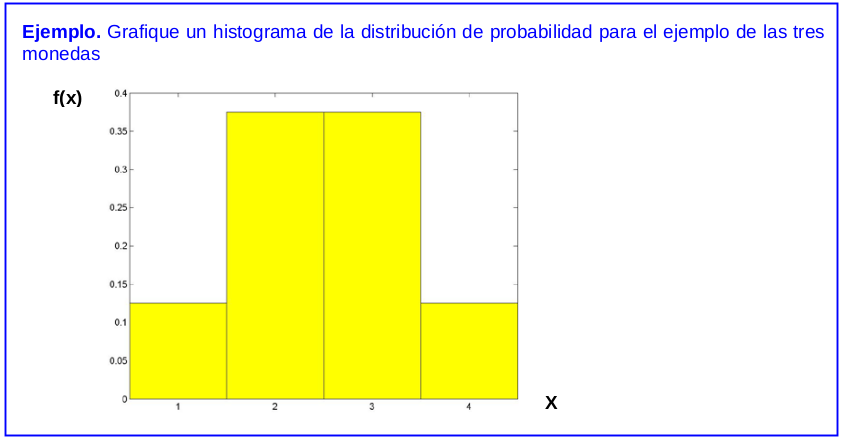 Ejemplo. Grafique un histograma de la distribución de probabilidad para el ejemplo de las tres
monedas
f(x)
0.4
0.35
0.3
0.25
0.2
0.15
0.1
0.05
0
1 2 3 4
X